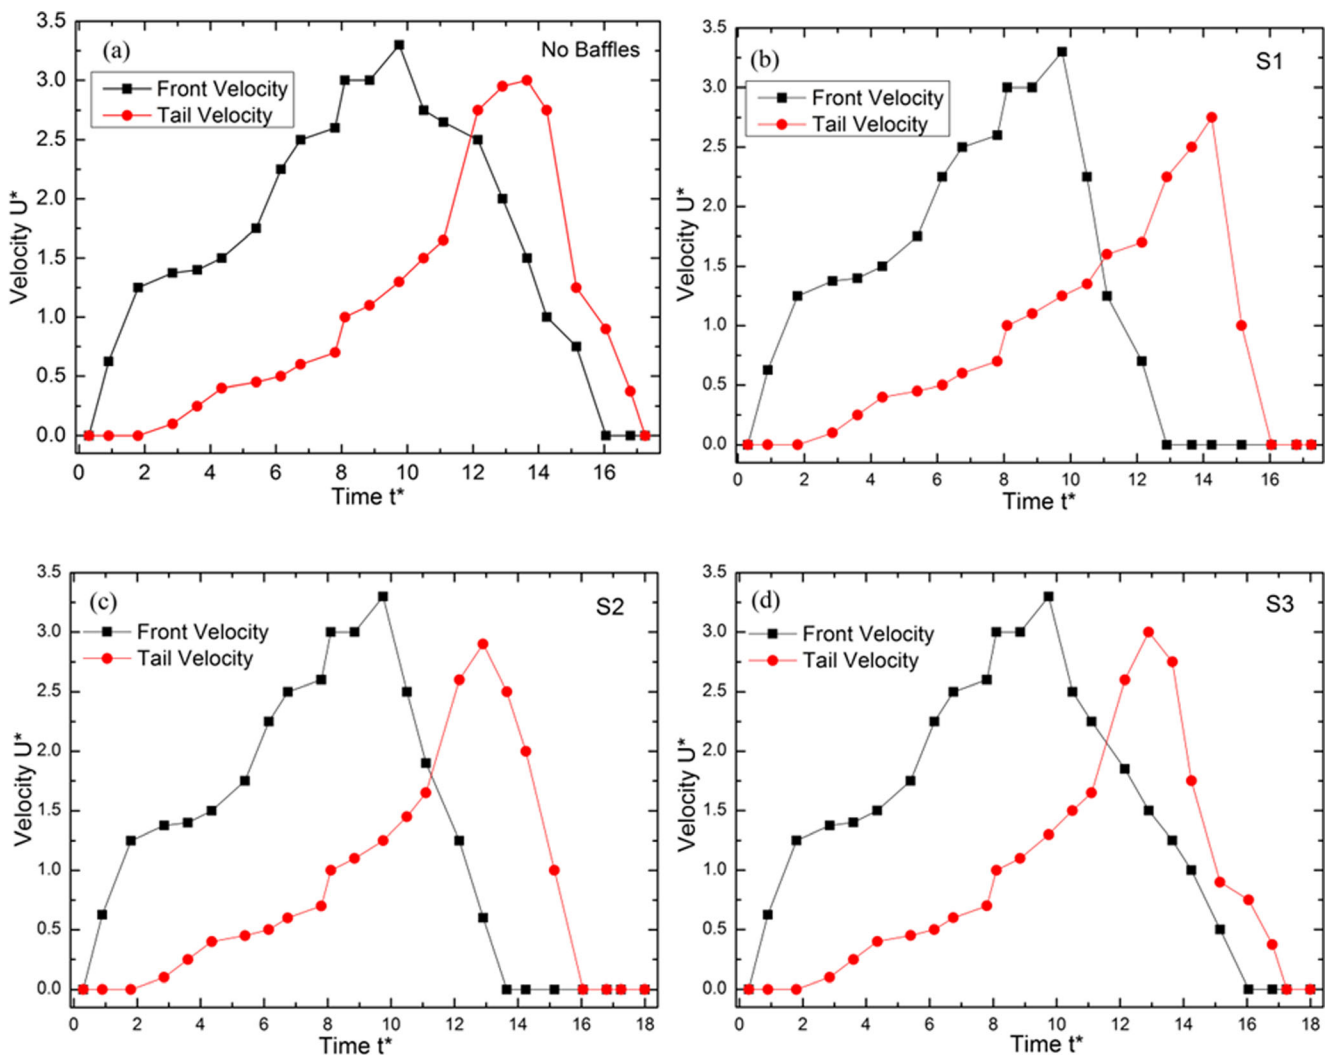 (a)
No Baffles
Front Velocity
Tail Velocity
Velocity U*
3.5
3.0
2.5
2.0
1.5
1.0
0.5
0.0
0 2 4 6 8 10 12 14 16
Time t*
(b)
S1
Front Velocity
Tail Velocity
Velocity U*
3.5
3.0
2.5
2.0
1.5
1.0
0.5
0.0
0 2 4 6 8 10 12 14 16
Time t*
(c)
S2
Front Velocity
Tail Velocity
Velocity U*
3.5
3.0
2.5
2.0
1.5
1.0
0.5
0.0
0 2 4 6 8 10 12 14 16 18
Time t*
(d)
S3
Front Velocity
Tail Velocity
Velocity U*
3.5
3.0
2.5
2.0
1.5
1.0
0.5
0.0
0 2 4 6 8 10 12 14 16 18
Time t*